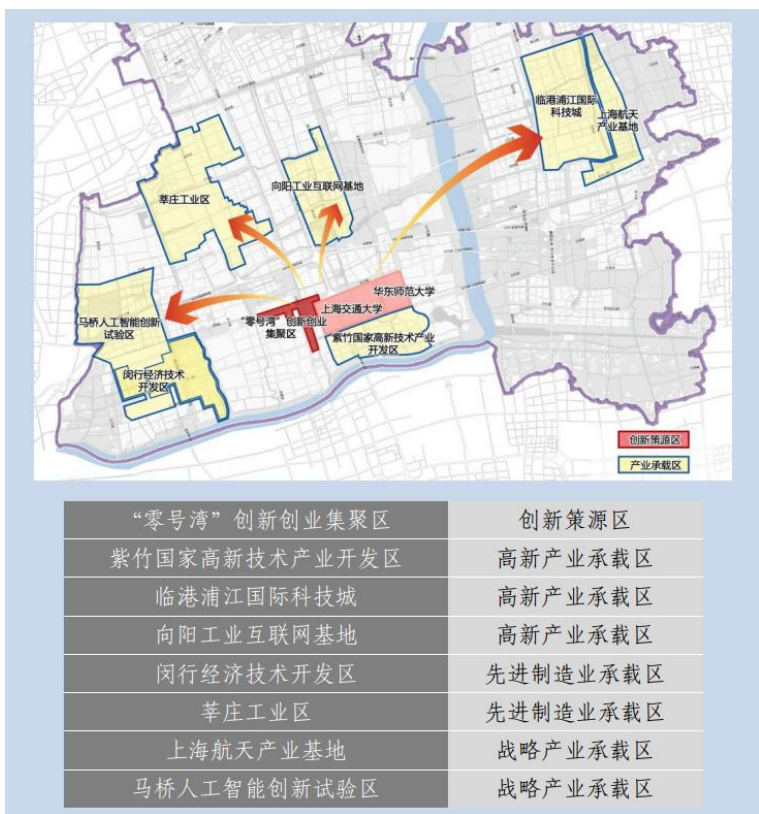 临港浦江国际
科技城
上海航天
产业基地
向阳工业互联网基地
莘庄工业区
华东师范大学
上海交通大学
“零号湾”创新创业
集聚区
紫竹国家高新技术产业
开发区
马桥人工智能创新
试验区
闵行经济技术
开发区
创新策源区
产业承载区
“零号湾”创新创业集聚区 创新策源区
紫竹国家高新技术产业开发区 高新产业承载区
临港浦江国际科技城 高新产业承载区
向阳工业互联网基地 高新产业承载区
闵行经济技术开发区 先进制造业承载区
莘庄工业区 先进制造业承载区
上海航天产业基地 战略产业承载区
马桥人工智能创新试验区 战略产业承载区